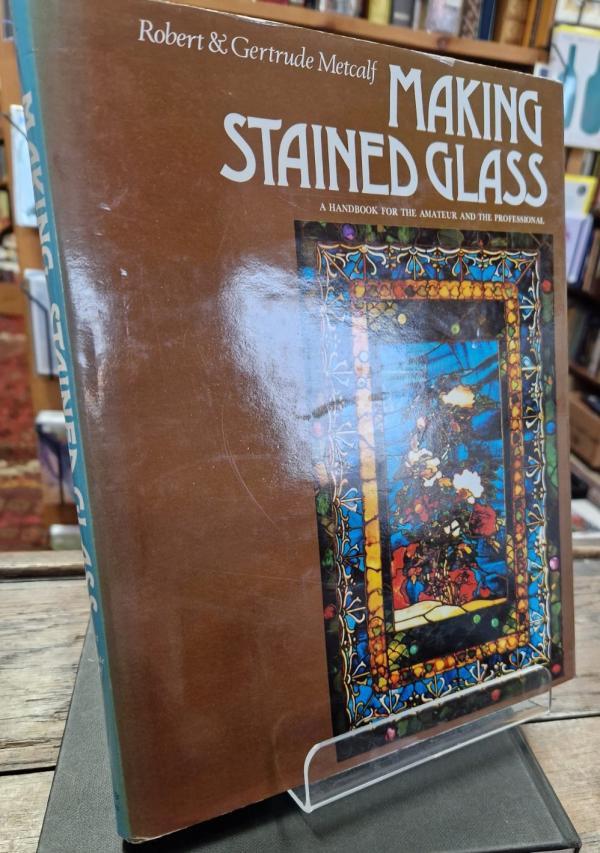 Robert & Gertrude Metcalf
MAKING
STAINED GLASS
A HANDBOOK FOR THE AMATEUR AND THE PROFESSIONAL
MAKING STAINED GLASS